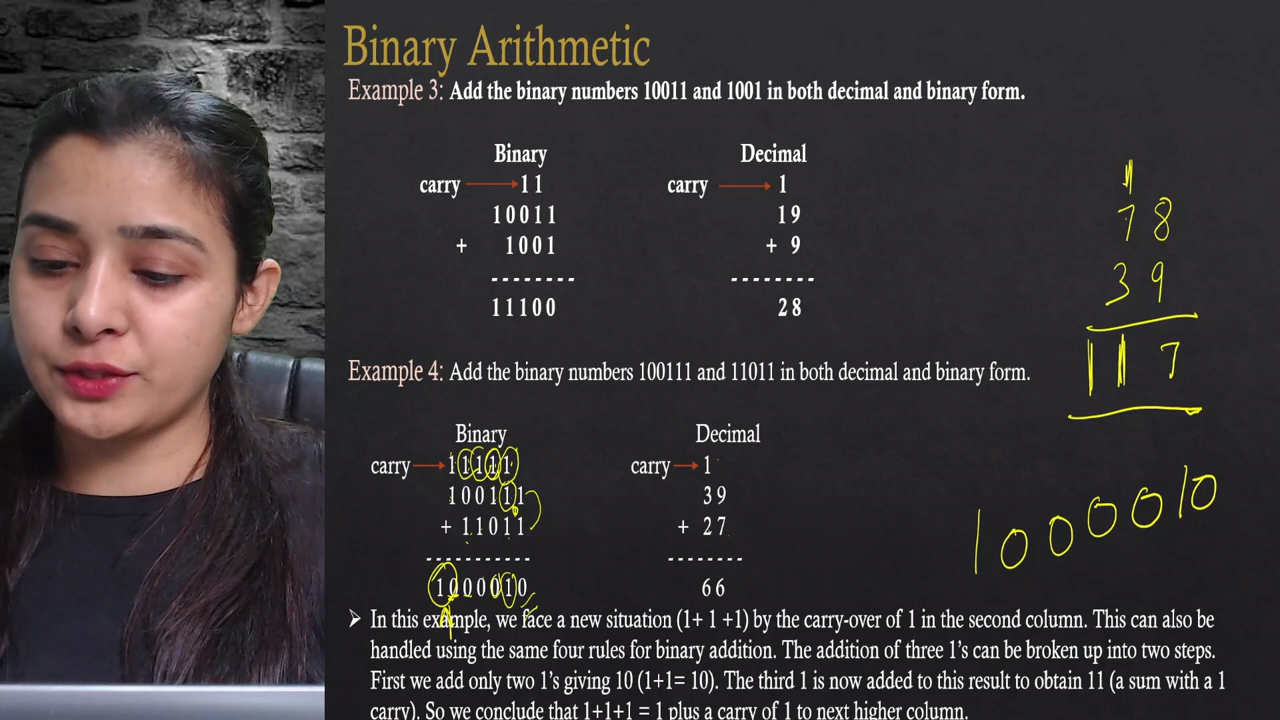 Binary Arithmetic
Example 3: Add the binary numbers 10011 and 1001 in both decimal and binary form.
Binary Decimal
carry 11 carry 1
10011 19
+ 1001 + 9
-------- --------
11100 28
1
78
39
117
Example 4: Add the binary numbers 100111 and 11011 in both decimal and binary form.
Binary Decimal
carry 11111 carry 1
100111 39
+ 11011 + 27
---------- -------
1000010 66
1000010
➢ In this example, we face a new situation (1+ 1 +1) by the carry-over of 1 in the second column. This can also be
handled using the same four rules for binary addition. The addition of three 1's can be broken up into two steps.
First we add only two 1's giving 10 (1+1= 10). The third 1 is now added to this result to obtain 11 (a sum with a 1
carry). So we conclude that 1+1+1 = 1 plus a carry of 1 to next higher column.